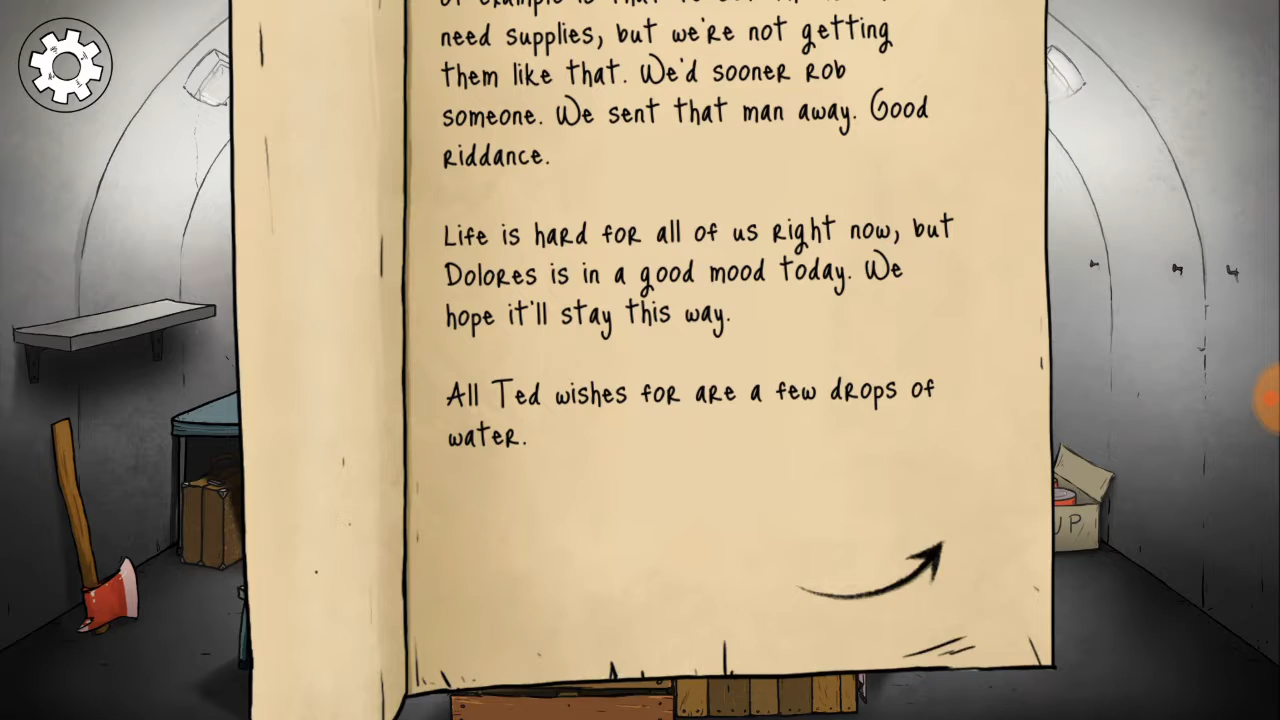 need supplies, but we're not getting
them like that. We'd sooner rob
someone. We sent that man away. Good
riddance.
Life is hard for all of us right now, but
Dolores is in a good mood today. We
hope it'll stay this way.
All Ted wishes for are a few drops of
water.
UP